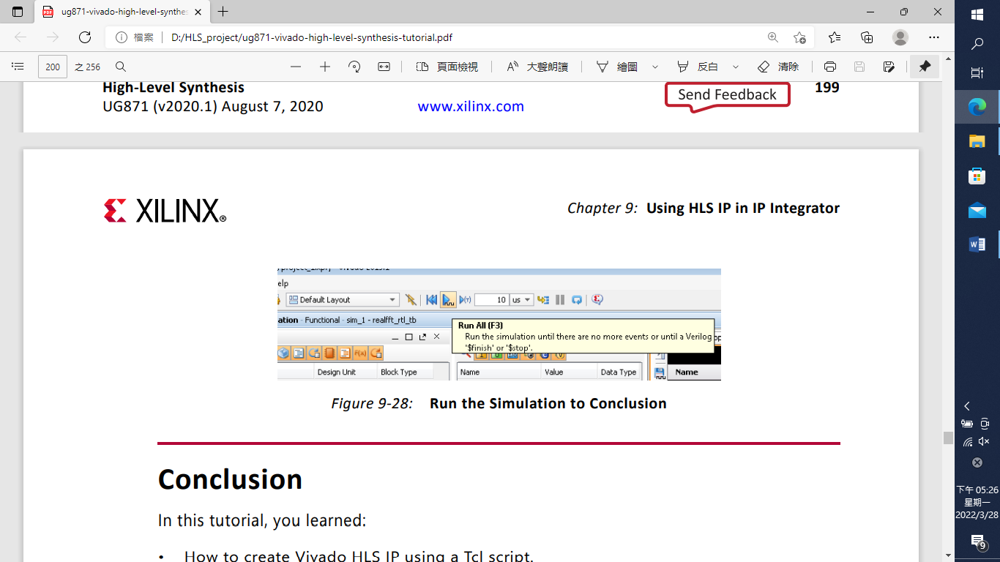 ug871-vivado-high-level-synthes
檔案 D:/HLS_project/ug871-vivado-high-level-synthesis-tutorial.pdf
200 之 256 頁面檢視 大聲朗讀 繪圖 反白 清除
High-Level Synthesis
199
UG871 (v2020.1) August 7, 2020
www.xilinx.com
Send Feedback
XILINX®
Chapter 9: Using HLS IP in IP Integrator
elp
Default Layout
10 us
ation - Functional - sim_1 - realfft_rtl_tb
Run All (F3)
Run the simulation until there are no more events or until a Verilog
'$finish' or '$stop'.
Design Unit Block Type Name Value Data Type Name
Figure 9-28: Run the Simulation to Conclusion
Conclusion
In this tutorial, you learned:
• How to create Vivado HLS IP using a Tcl script.
下午 05:26
星期一
2022/3/28
9